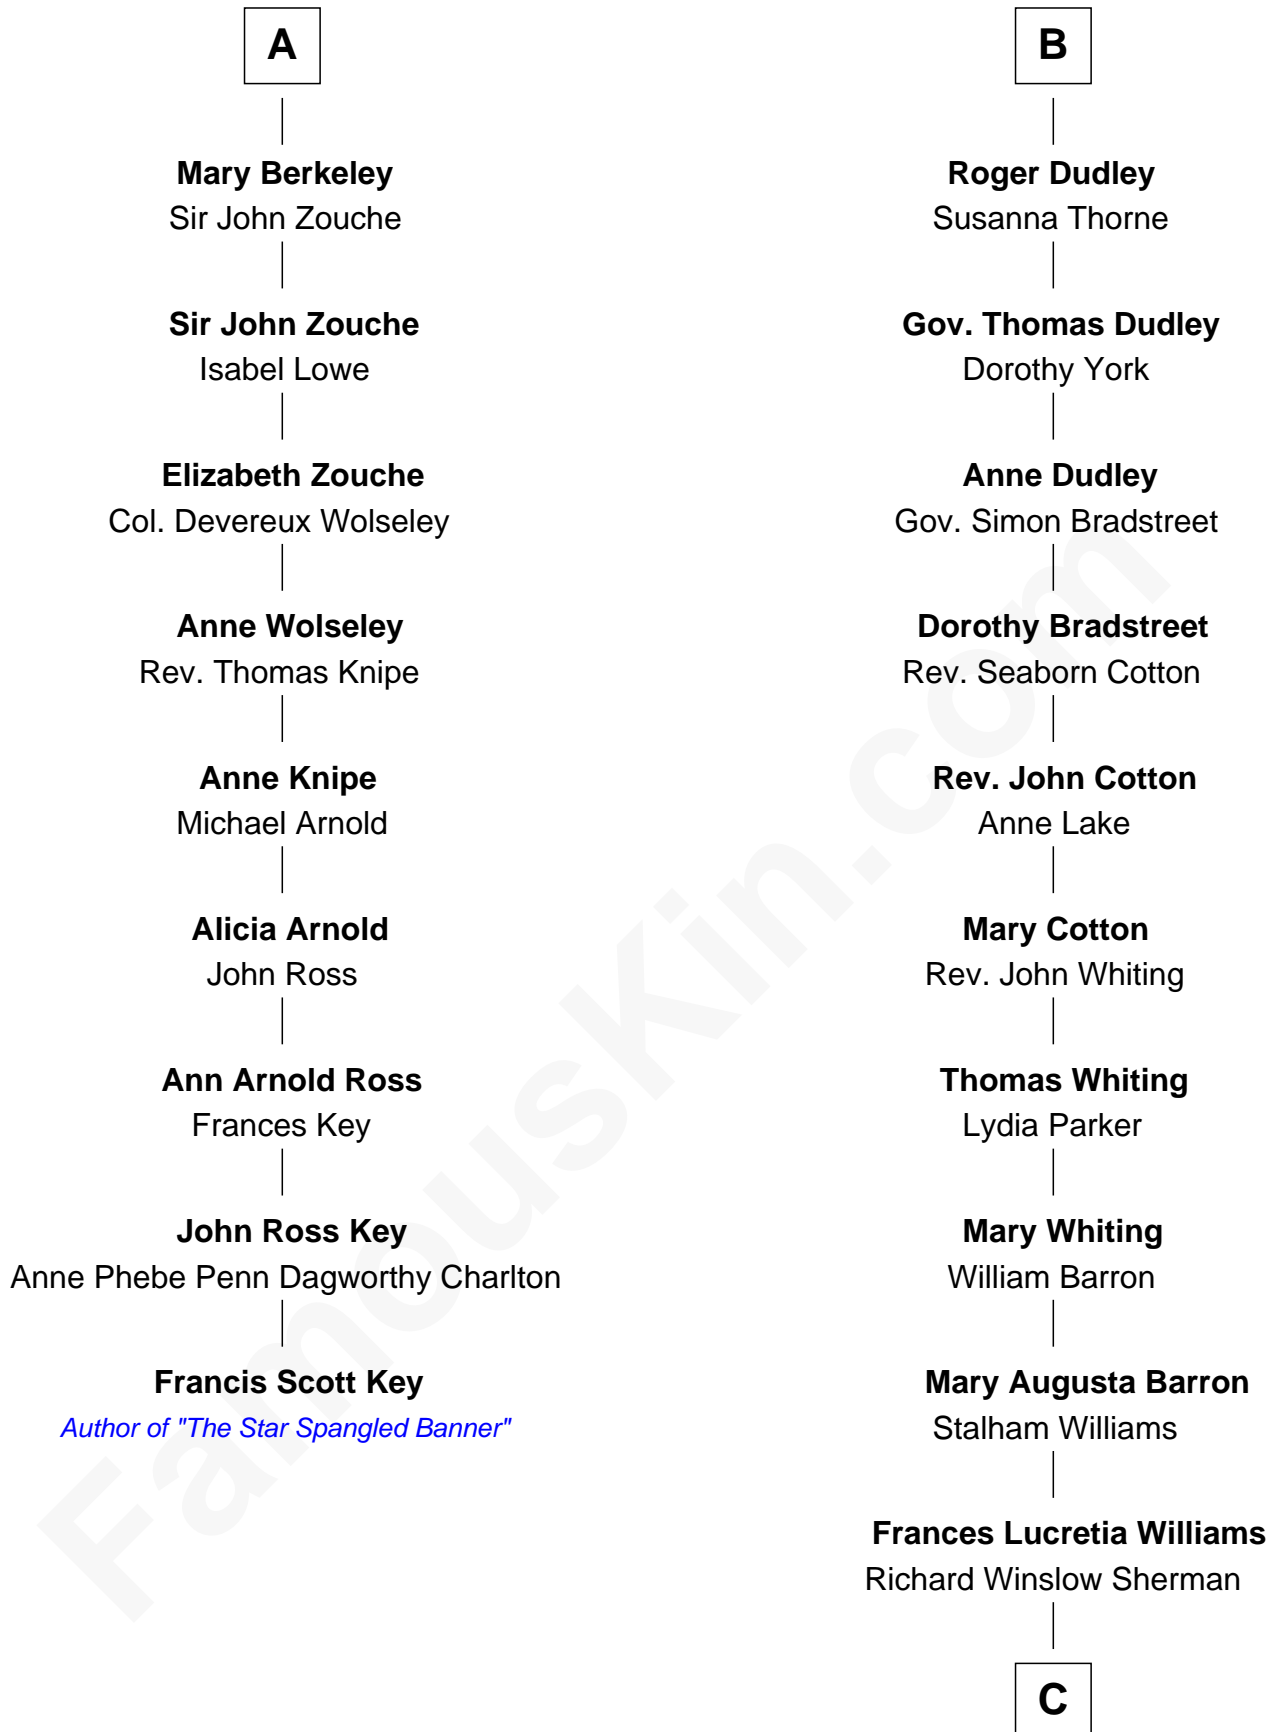 A
Mary Berkeley
Sir John Zouche
Sir John Zouche
Isabel Lowe
Elizabeth Zouche
Col. Devereux Wolseley
Anne Wolseley
Rev. Thomas Knipe
Anne Knipe
Michael Arnold
Alicia Arnold
John Ross
Ann Arnold Ross
Frances Key
John Ross Key
Anne Phebe Penn Dagworthy Charlton
Francis Scott Key
Author of "The Star Spangled Banner"
B
Roger Dudley
Susanna Thorne
Gov. Thomas Dudley
Dorothy York
Anne Dudley
Gov. Simon Bradstreet
Dorothy Bradstreet
Rev. Seaborn Cotton
Rev. John Cotton
Anne Lake
Mary Cotton
Rev. John Whiting
Thomas Whiting
Lydia Parker
Mary Whiting
William Barron
Mary Augusta Barron
Stalham Williams
Frances Lucretia Williams
Richard Winslow Sherman
C
FamousKin.com